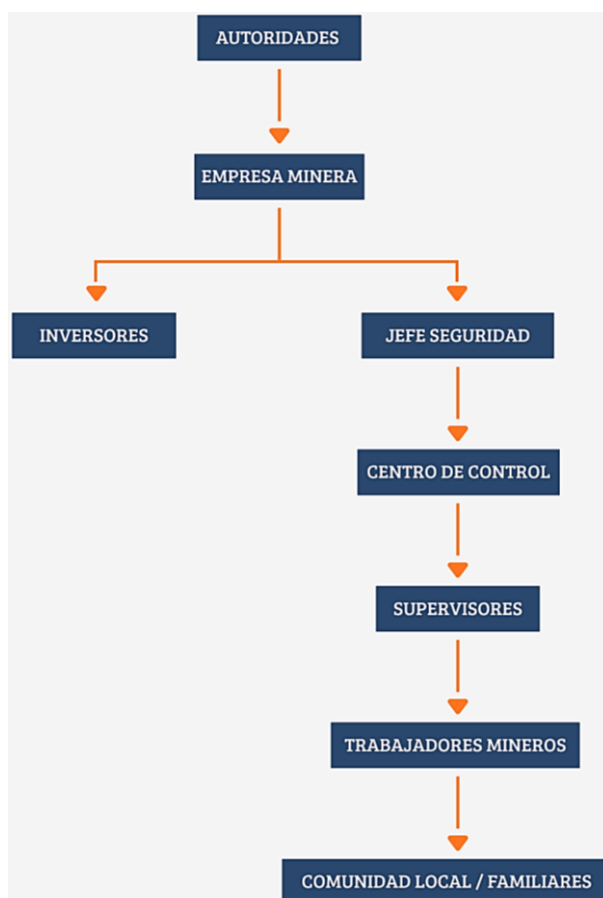 AUTORIDADES
EMPRESA MINERA
INVERSORES
JEFE SEGURIDAD
CENTRO DE CONTROL
SUPERVISORES
TRABAJADORES MINEROS
COMUNIDAD LOCAL / FAMILIARES